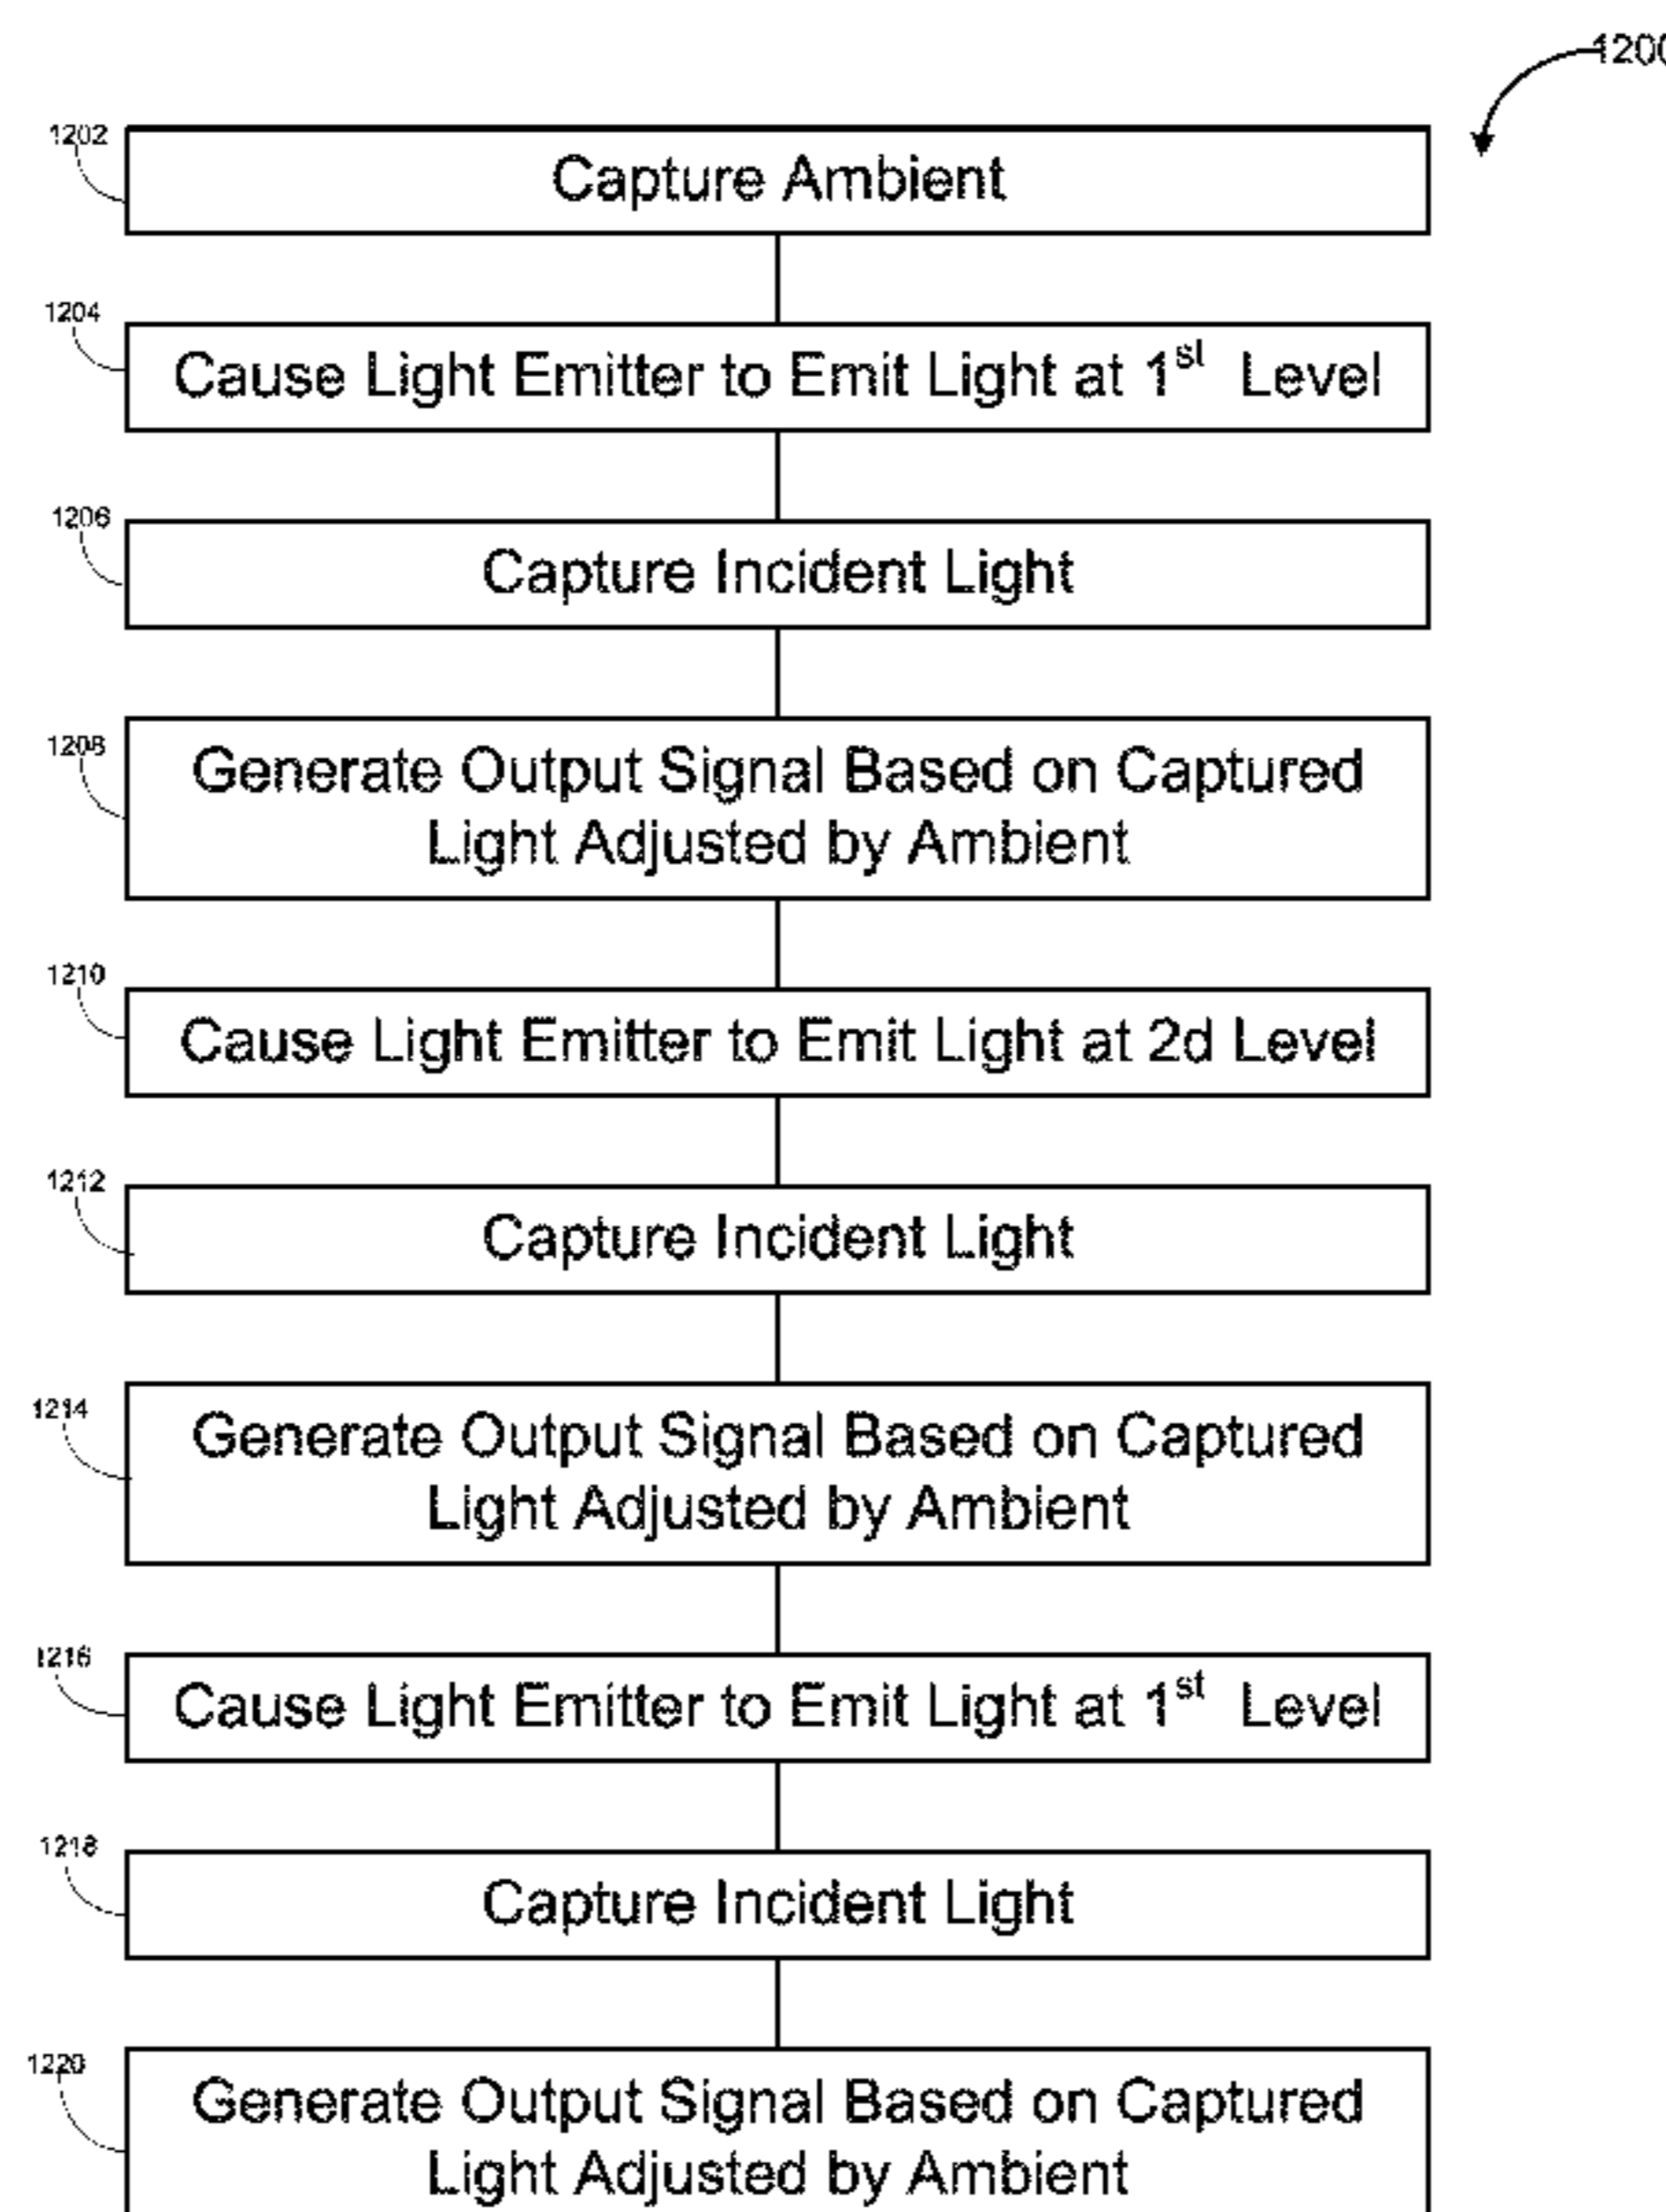 1200
1202
Capture Ambient
1204
Cause Light Emitter to Emit Light at 1st Level
1206
Capture Incident Light
1208
Generate Output Signal Based on Captured
Light Adjusted by Ambient
1210
Cause Light Emitter to Emit Light at 2d Level
1212
Capture Incident Light
1214
Generate Output Signal Based on Captured
Light Adjusted by Ambient
1216
Cause Light Emitter to Emit Light at 1st Level
1218
Capture Incident Light
1220
Generate Output Signal Based on Captured
Light Adjusted by Ambient